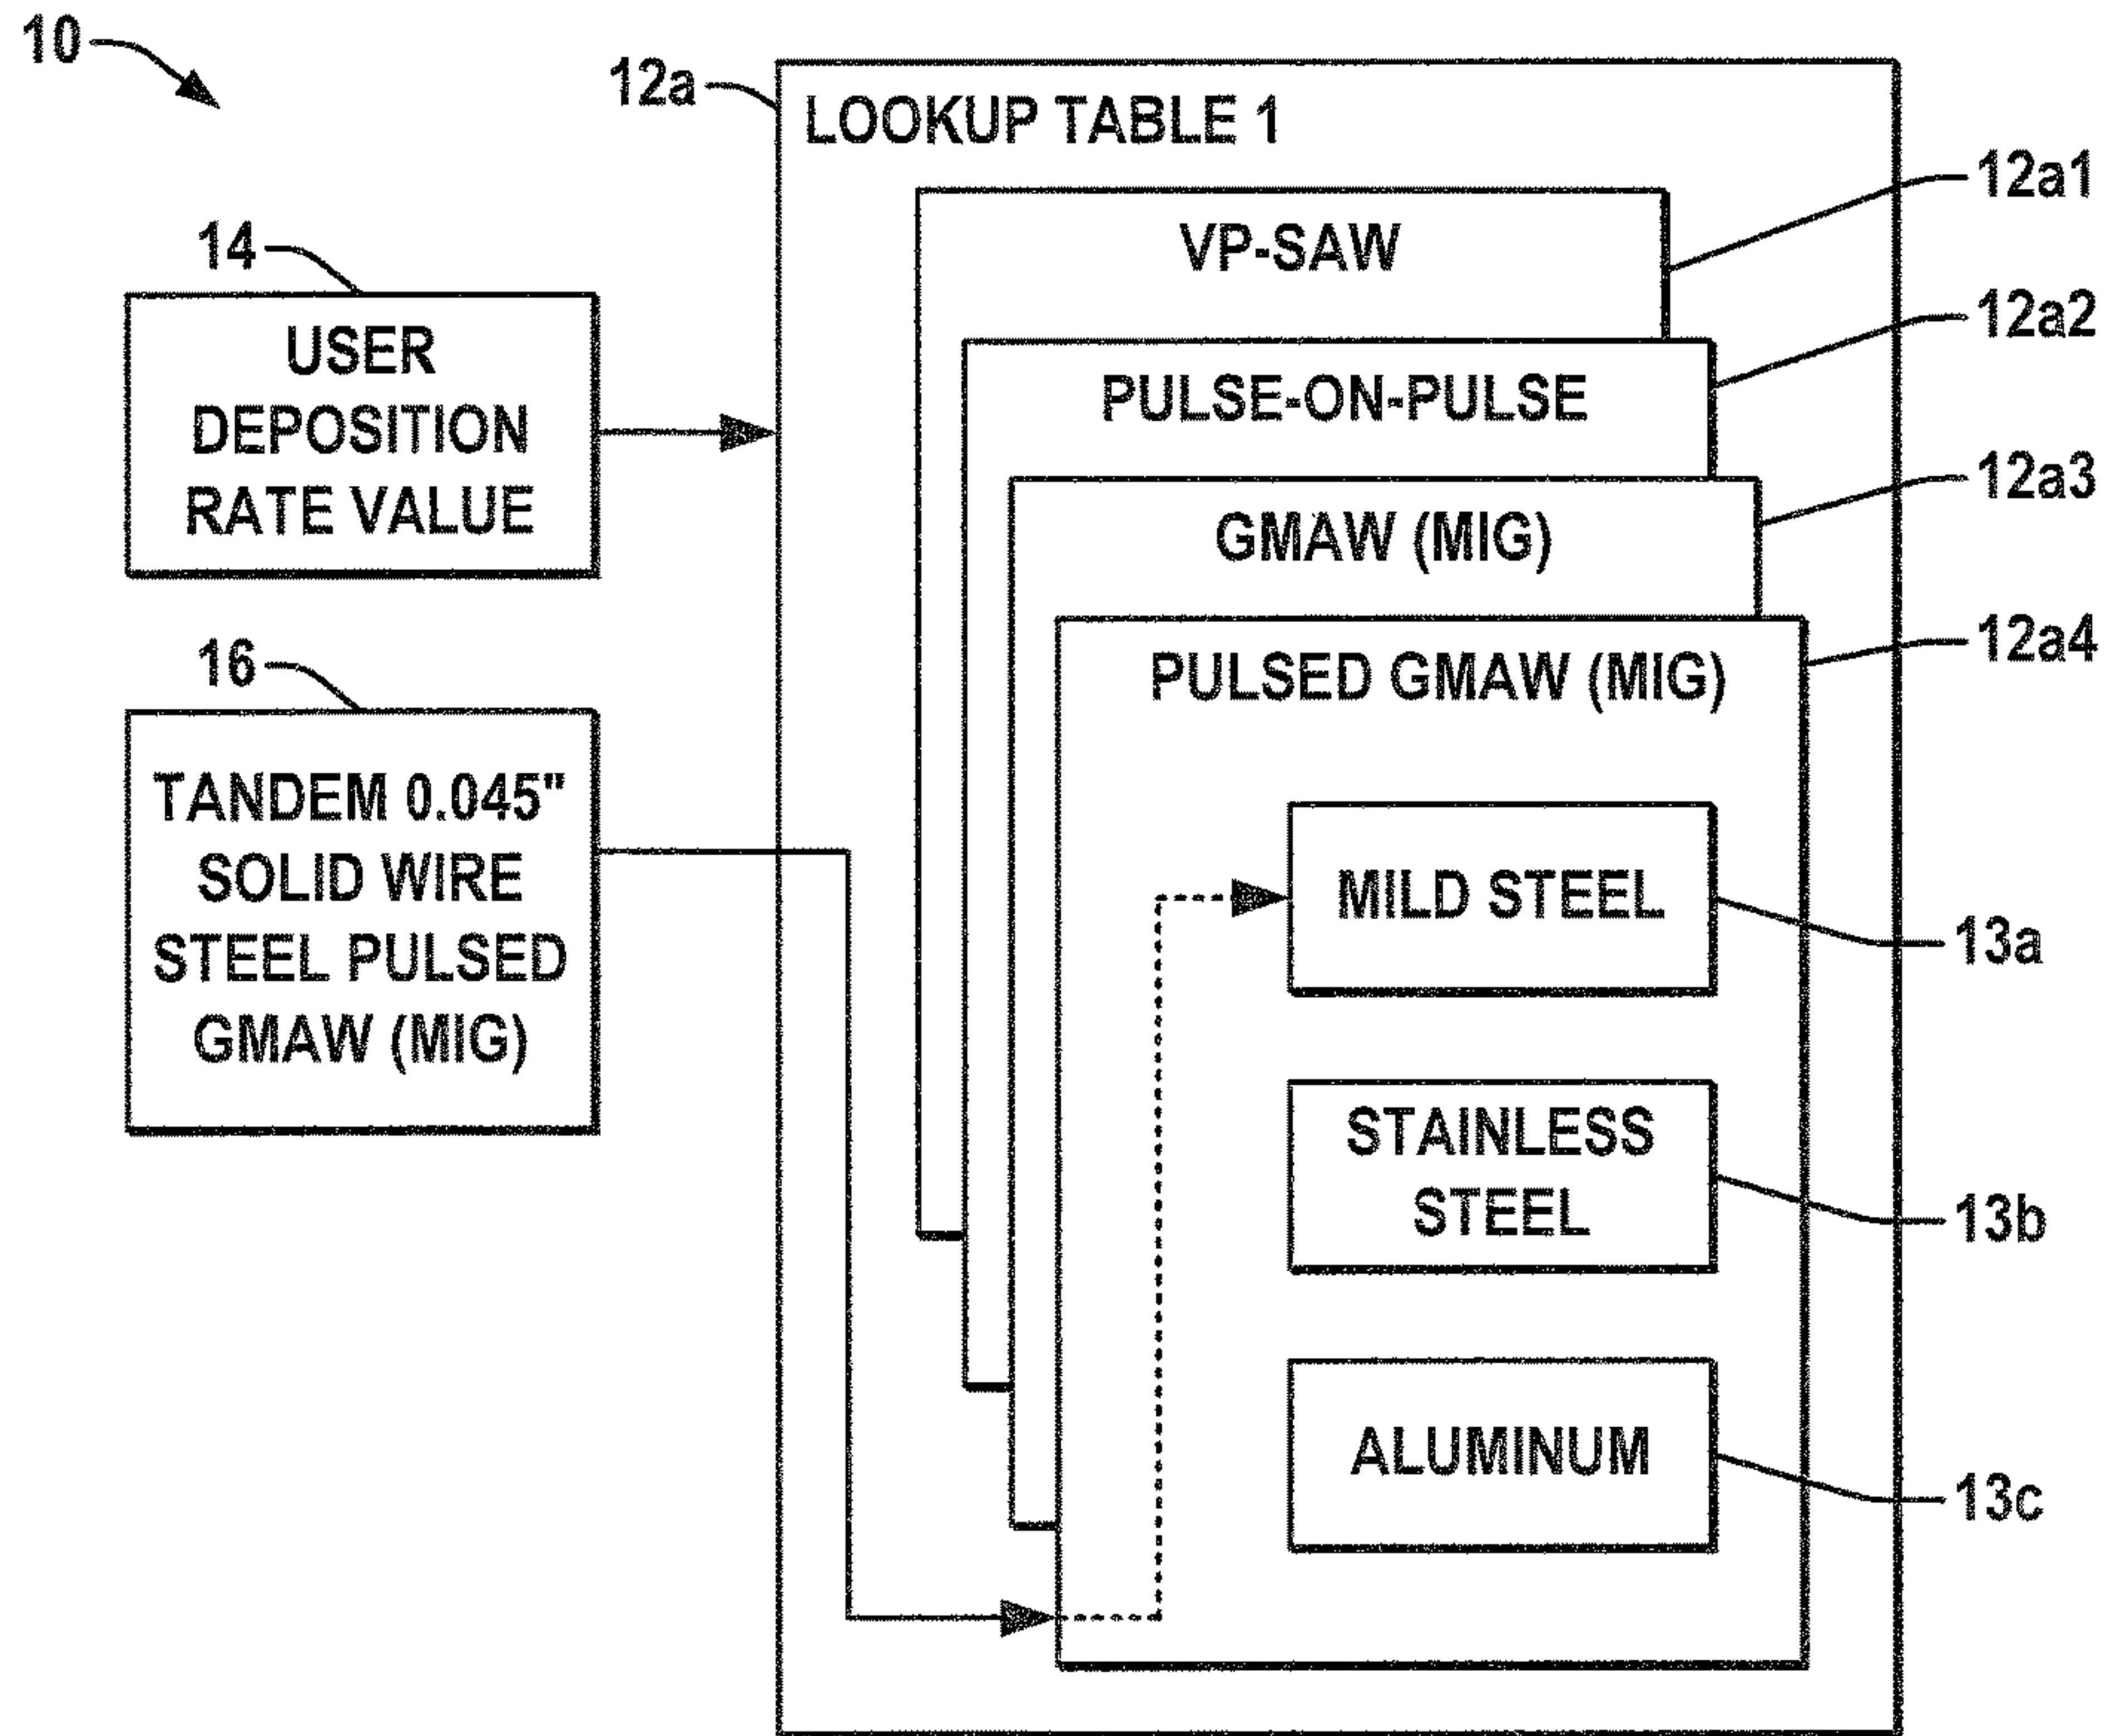 10
12a
LOOKUP TABLE 1
12a1
VP-SAW
14
12a2
USER
DEPOSITION
RATE VALUE
PULSE-ON-PULSE
12a3
GMAW (MIG)
12a4
16
PULSED GMAW (MIG)
TANDEM 0.045"
SOLID WIRE
STEEL PULSED
GMAW (MIG)
MILD STEEL
13a
STAINLESS
STEEL
13b
ALUMINUM
13c